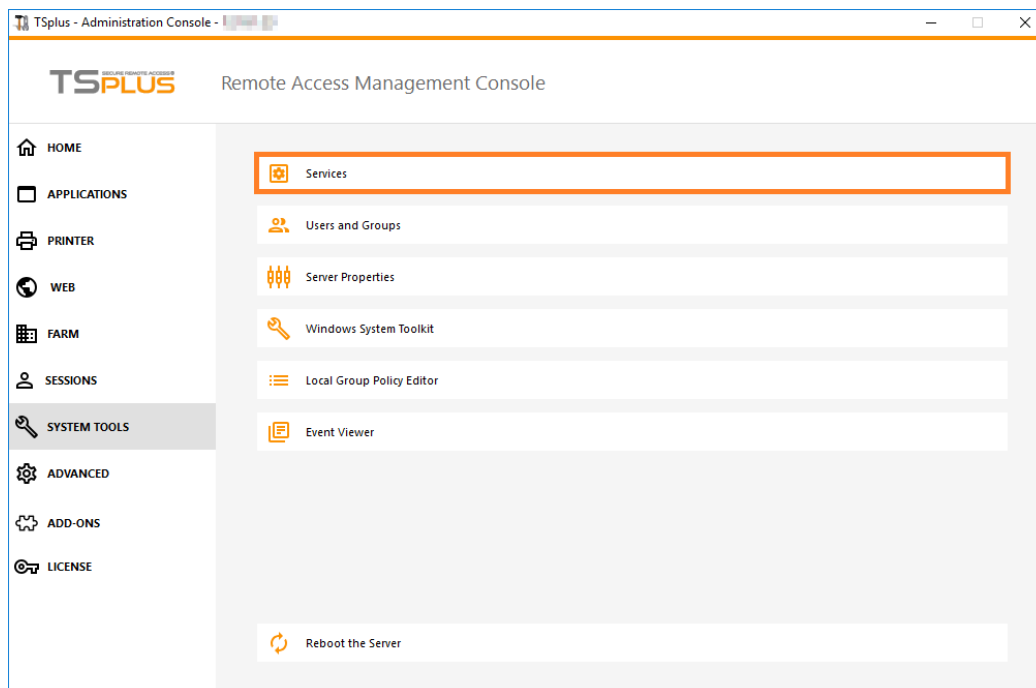 TSplus - Administration Console -
TSPLUS SECURE REMOTE ACCESS®
Remote Access Management Console
HOME
APPLICATIONS
PRINTER
WEB
FARM
SESSIONS
SYSTEM TOOLS
ADVANCED
ADD-ONS
LICENSE
Services
Users and Groups
Server Properties
Windows System Toolkit
Local Group Policy Editor
Event Viewer
Reboot the Server